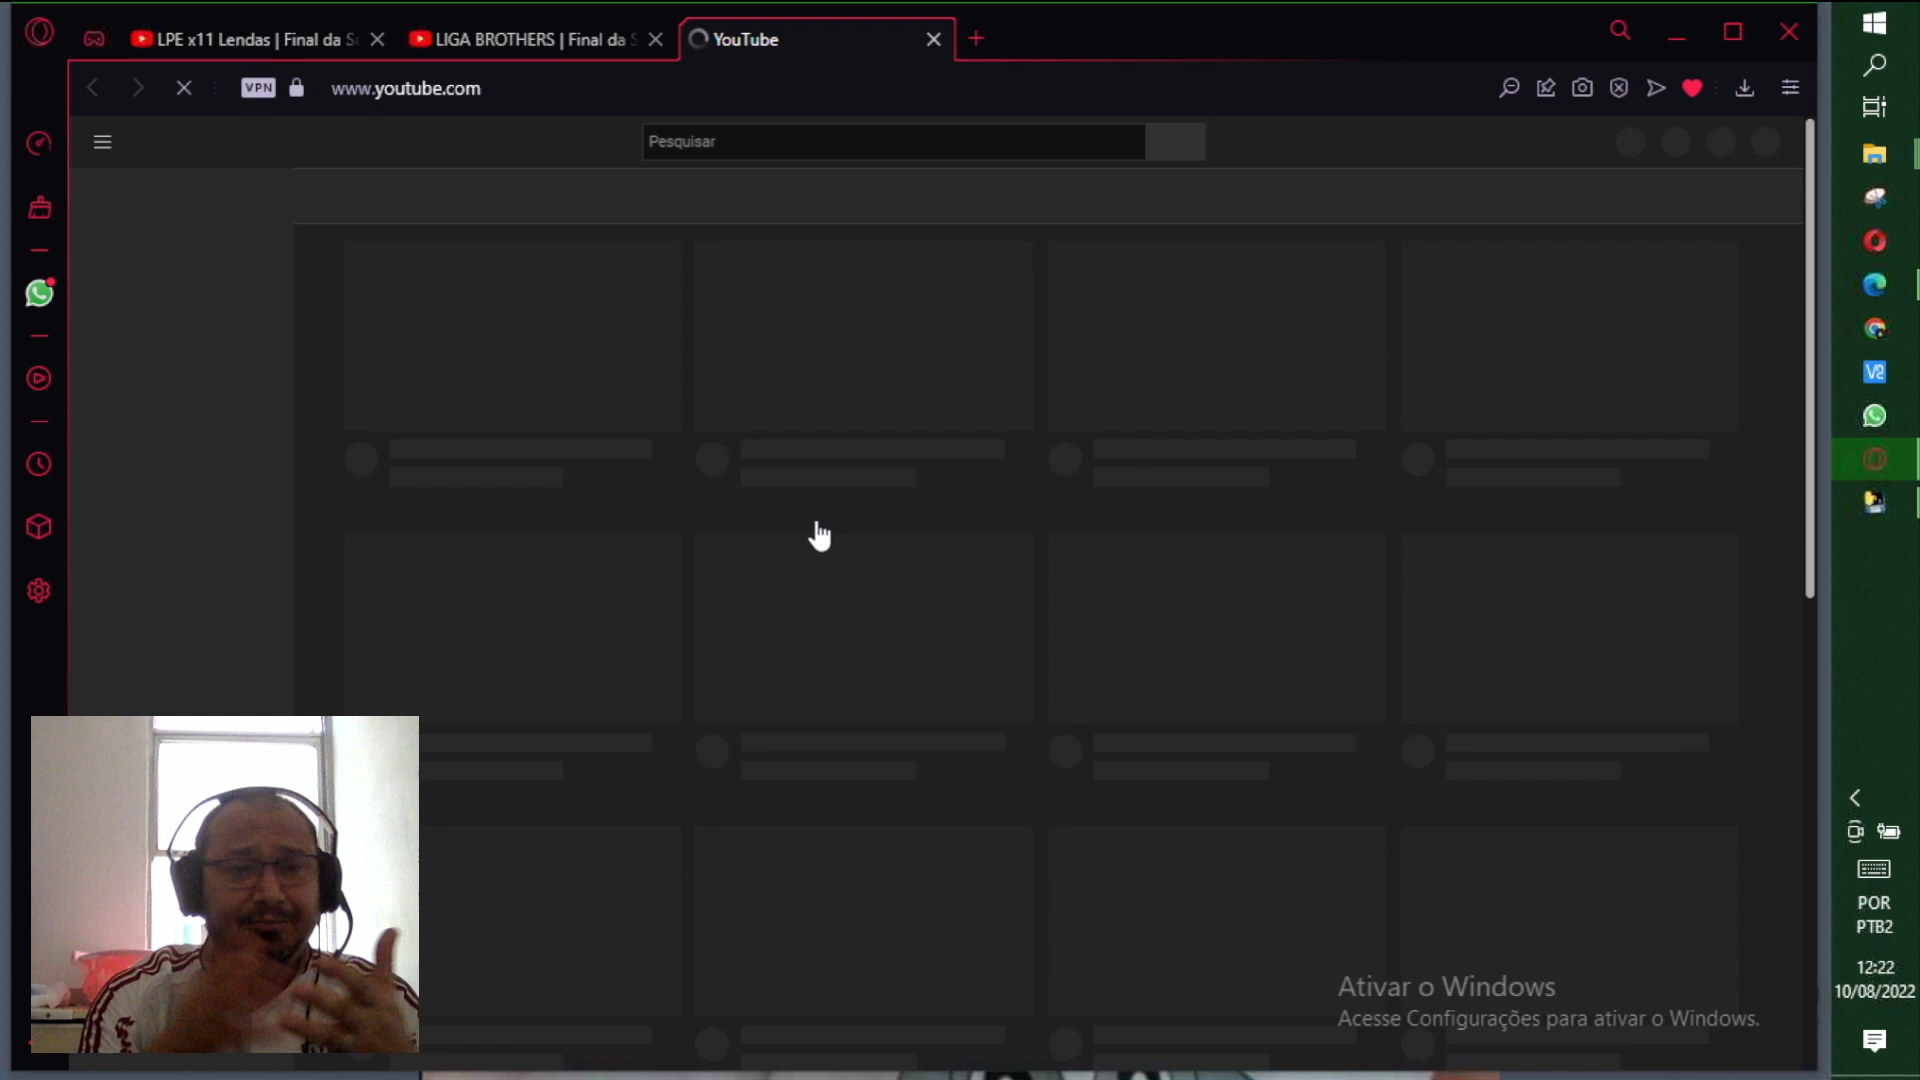 LPE x11 Lendas | Final da S
LIGA BROTHERS | Final da S
YouTube
VPN
www.youtube.com
Pesquisar
V2
POR
PTB2
12:22
10/08/2022
Ativar o Windows
Acesse Configurações para ativar o Windows.